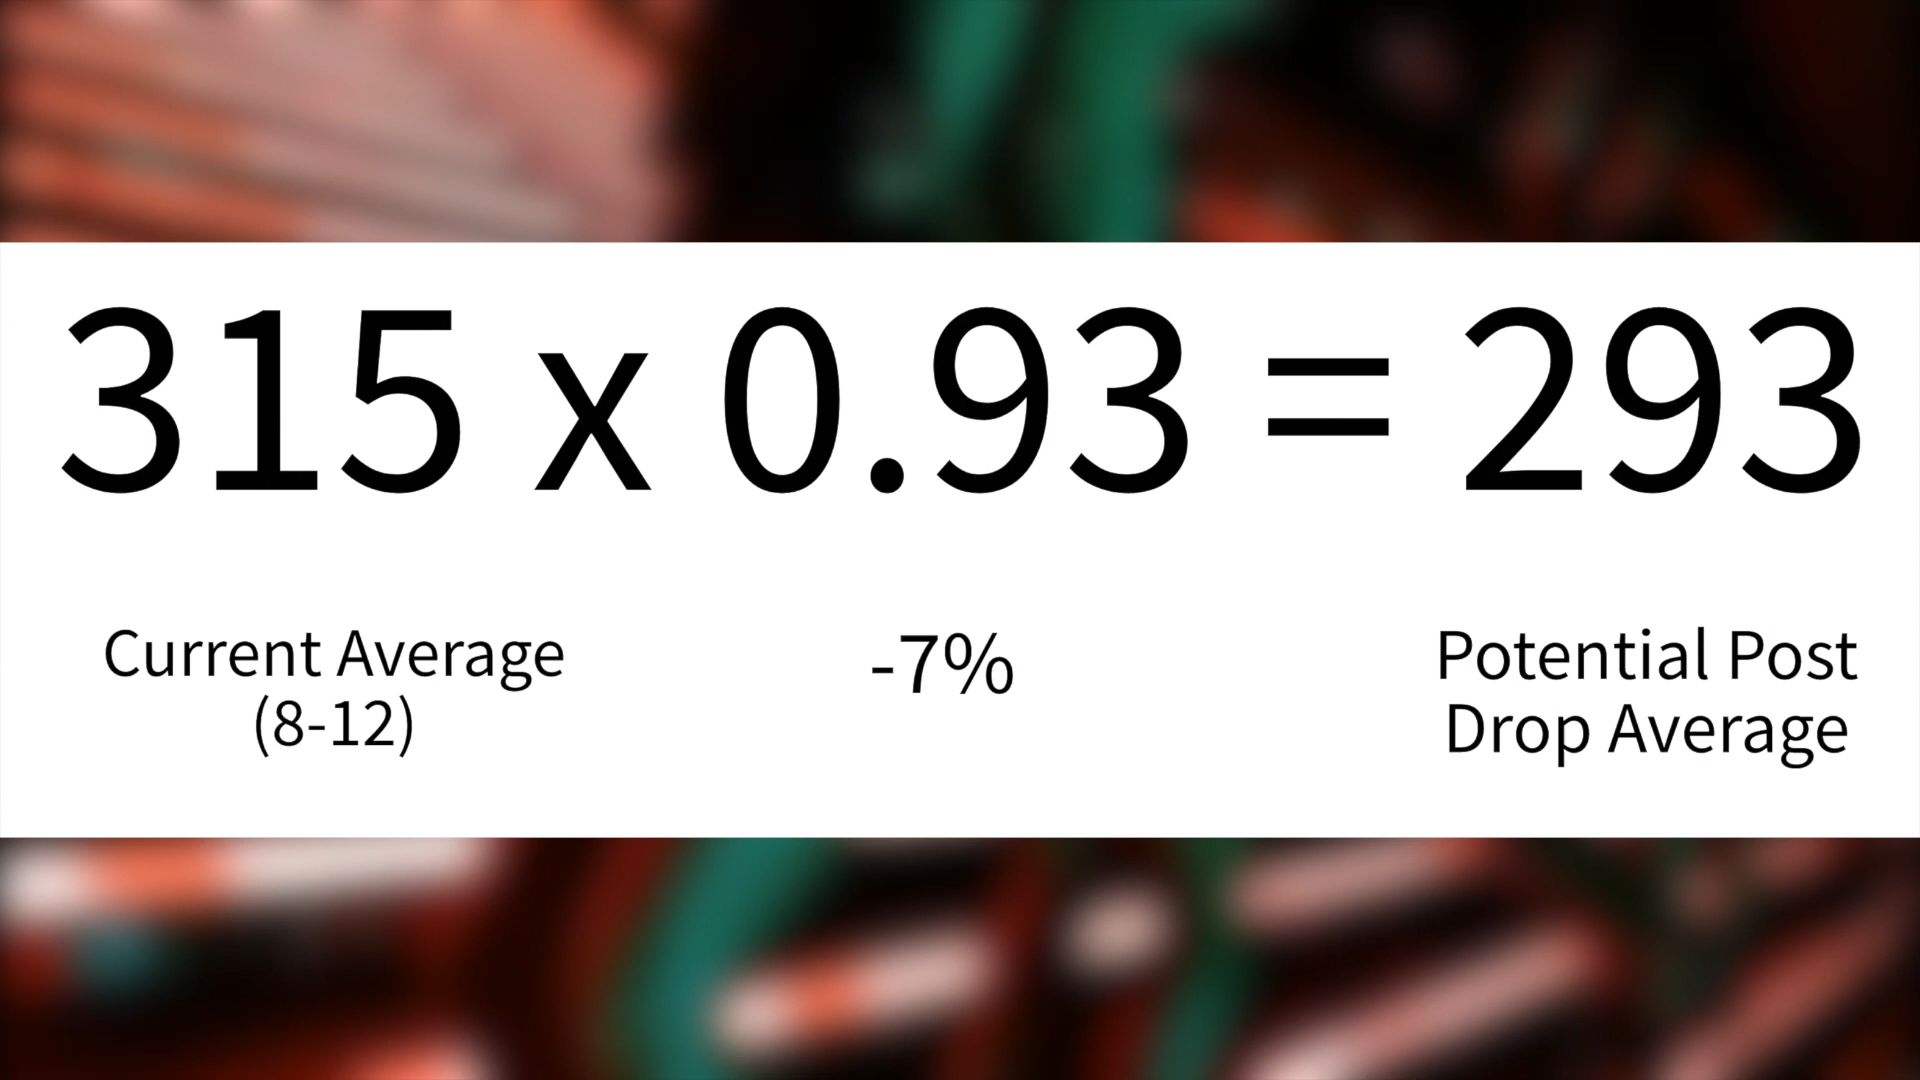 315 x 0.93 = 293
Current Average
(8-12)
-7%
Potential Post
Drop Average